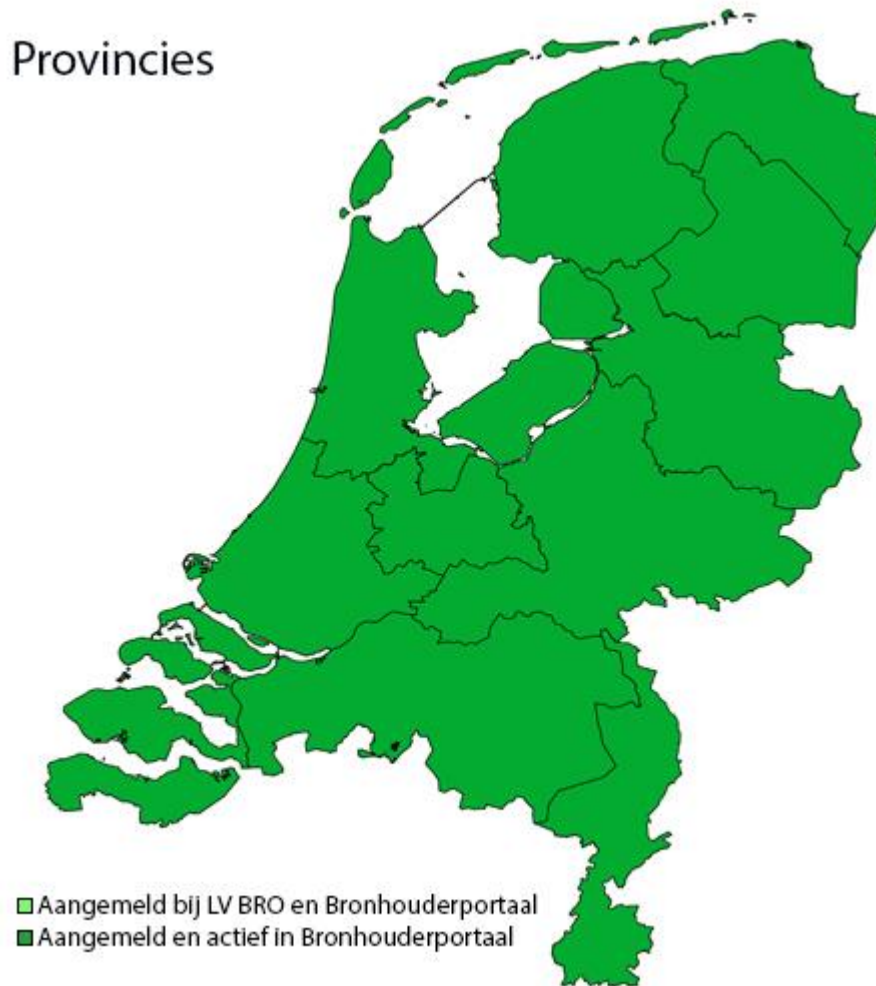 Provincies
Aangemeld bij LV BRO en Bronhouderportaal
Aangemeld en actief in Bronhouderportaal